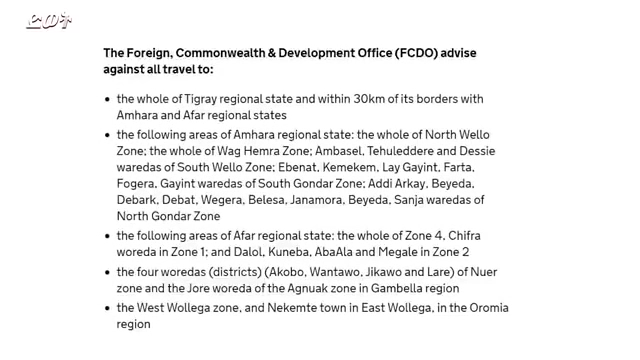 The Foreign, Commonwealth & Development Office (FCDO) advise
against all travel to:
• the whole of Tigray regional state and within 30km of its borders with
Amhara and Afar regional states
• the following areas of Amhara regional state: the whole of North Wello
Zone; the whole of Wag Hemra Zone; Ambasel, Tehuleddere and Dessie
waredas of South Wello Zone; Ebenat, Kemekem, Lay Gayint, Farta,
Fogera, Gayint waredas of South Gondar Zone; Addi Arkay, Beyeda,
Debark, Debat, Wegera, Belesa, Janamora, Beyeda, Sanja waredas of
North Gondar Zone
• the following areas of Afar regional state: the whole of Zone 4, Chifra
woreda in Zone 1; and Dalol, Kuneba, AbaAla and Megale in Zone 2
• the four woredas (districts) (Akobo, Wantawo, Jikawo and Lare) of Nuer
zone and the Jore woreda of the Agnuak zone in Gambella region
• the West Wollega zone, and Nekemte town in East Wollega, in the Oromia
region